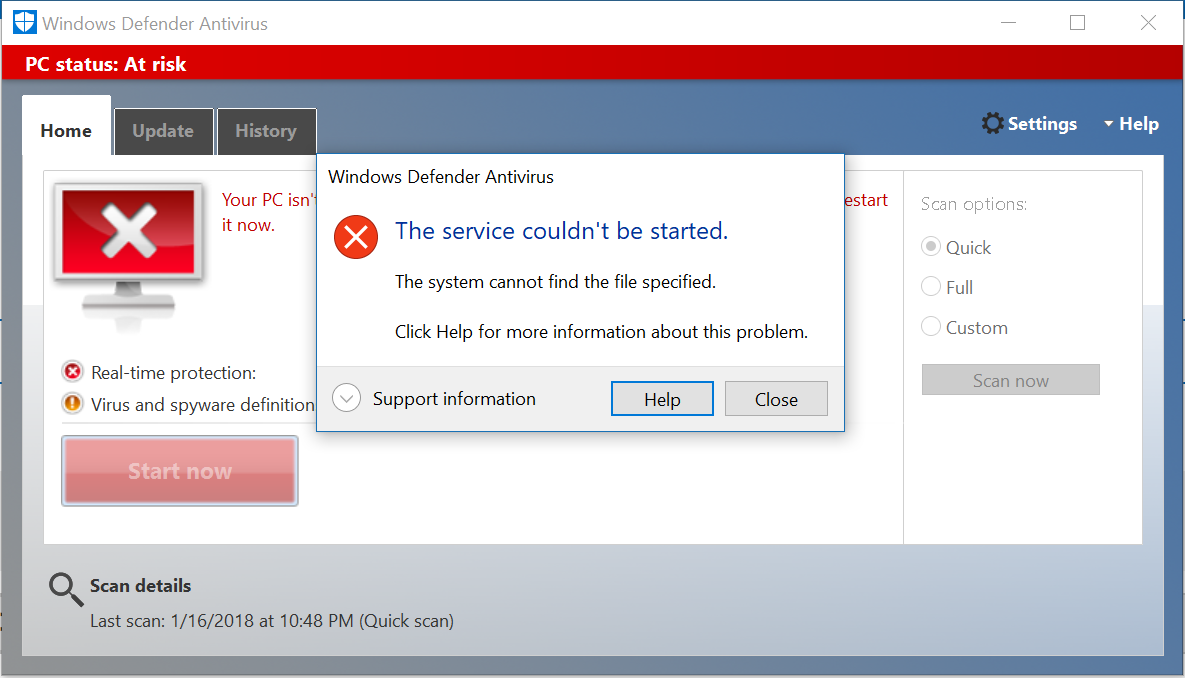 Windows Defender Antivirus
PC status: At risk
Home
Update
History
Settings
Help
Your PC isn'
estart
it now.
Windows Defender Antivirus
The service couldn't be started.
The system cannot find the file specified.
Click Help for more information about this problem.
Support information
Help
Close
Real-time protection:
Virus and spyware definition
Start now
Scan options:
Quick
Full
Custom
Scan now
Scan details
Last scan: 1/16/2018 at 10:48 PM (Quick scan)